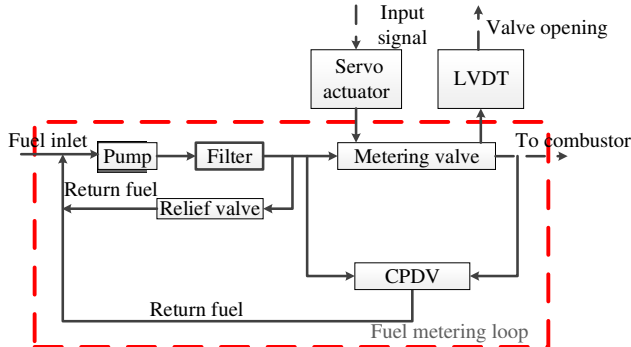 Input
signal
Valve opening
Servo
actuator
LVDT
Fuel inlet
To combustor
Pump
Filter
Metering valve
Return fuel
Relief valve
CPDV
Return fuel
Fuel metering loop